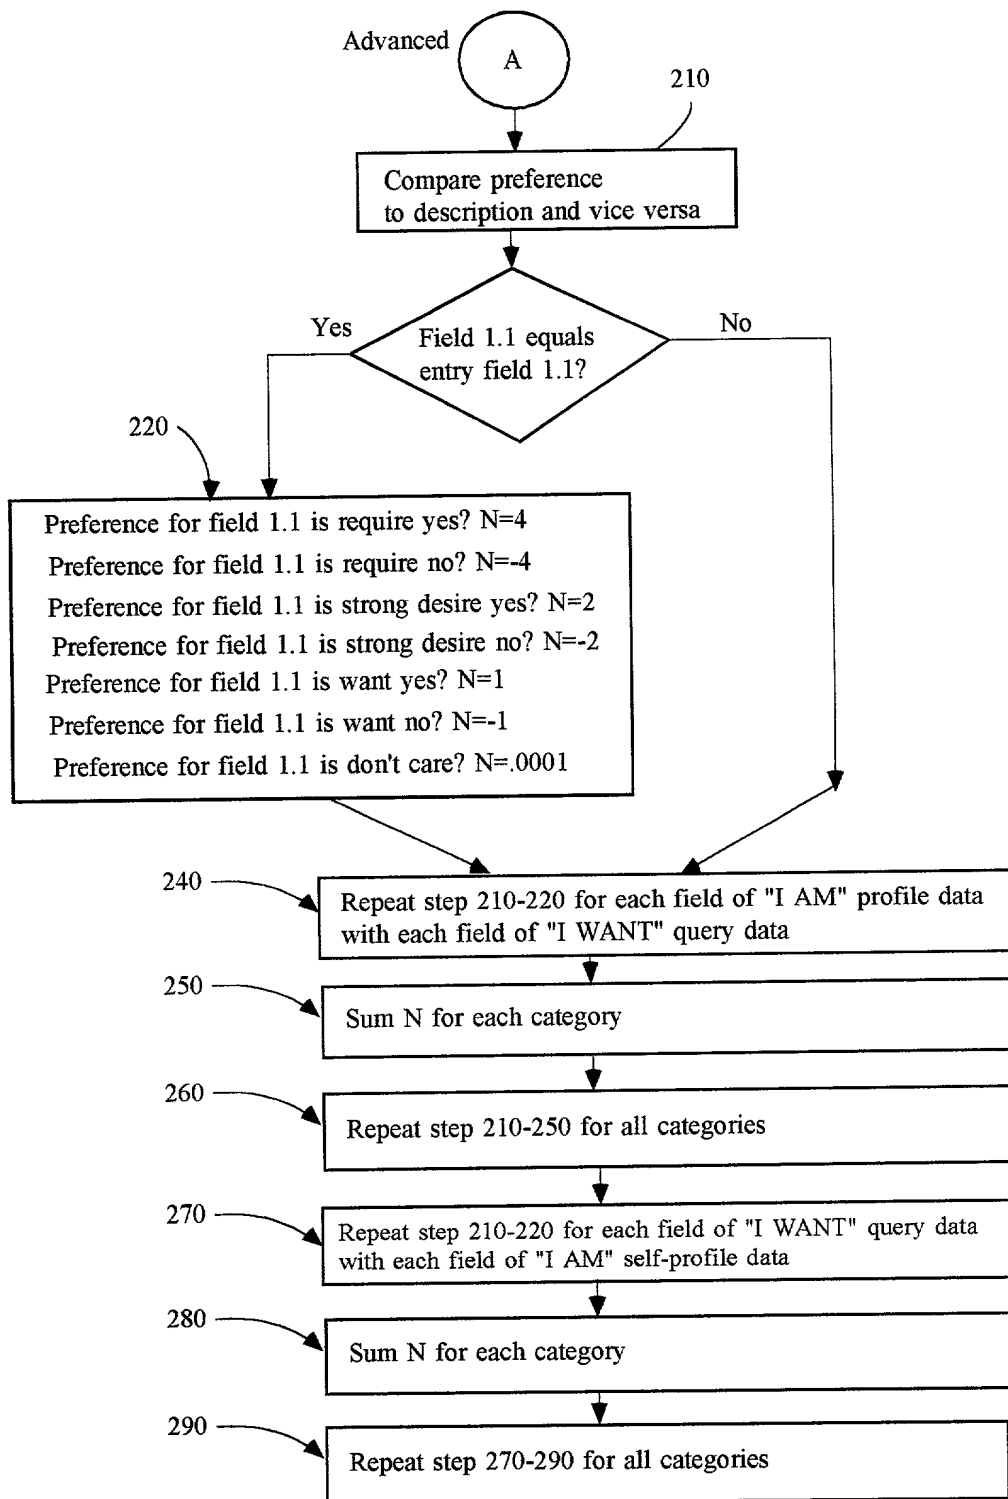 Advanced
A
210
Compare preference
to description and vice versa
Yes
No
Field 1.1 equals
entry field 1.1?
220
Preference for field 1.1 is require yes? N=4
Preference for field 1.1 is require no? N=-4
Preference for field 1.1 is strong desire yes? N=2
Preference for field 1.1 is strong desire no? N=-2
Preference for field 1.1 is want yes? N=1
Preference for field 1.1 is want no? N=-1
Preference for field 1.1 is don't care? N=.0001
240
Repeat step 210-220 for each field of "I AM" profile data
with each field of "I WANT" query data
250
Sum N for each category
260
Repeat step 210-250 for all categories
270
Repeat step 210-220 for each field of "I WANT" query data
with each field of "I AM" self-profile data
280
Sum N for each category
290
Repeat step 270-290 for all categories